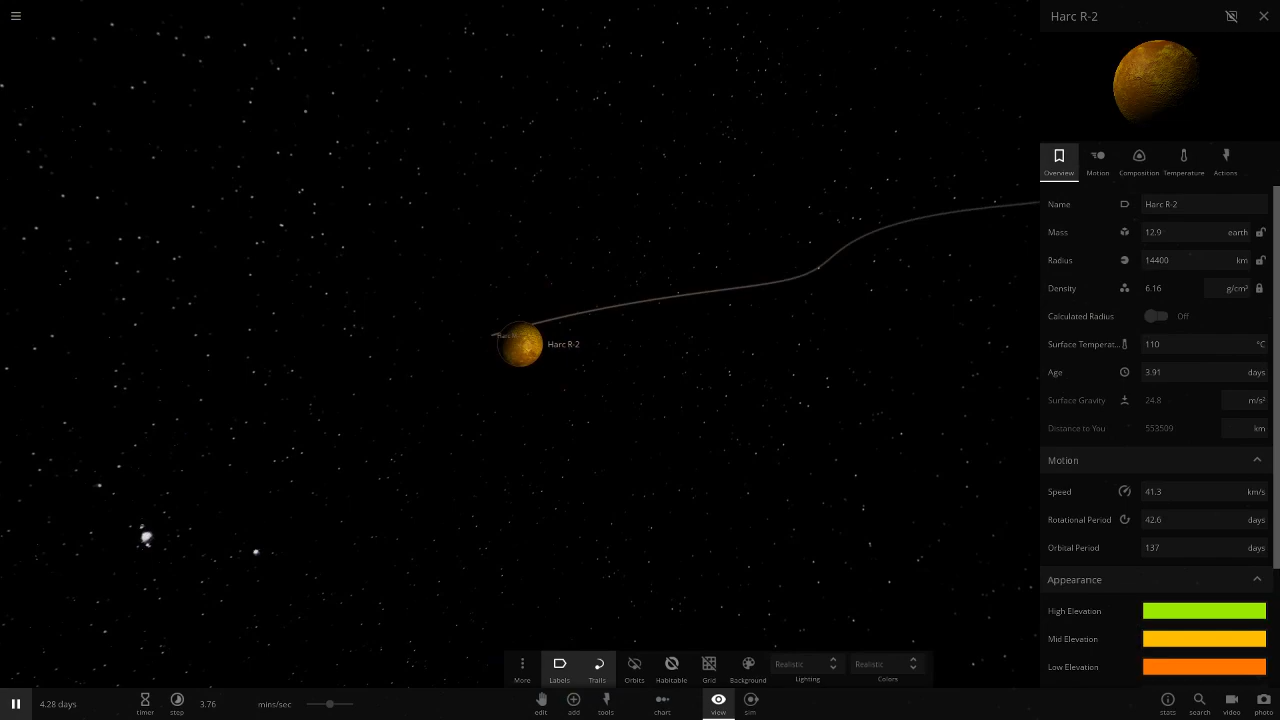 Harc R-2
Overview
Motion
Composition
Temperature
Actions
Name Harc R-2
Mass 12.9 earth
Radius 14400 km
Density 6.16 g/cm³
Calculated Radius Off
Surface Temperat... 110 °C
Age 3.91 days
Surface Gravity 24.8 m/s²
Distance to You 553509 km
Motion
Speed 41.3 km/s
Rotational Period 42.6 days
Orbital Period 137 days
Appearance
High Elevation
Mid Elevation
Low Elevation
Harc R-2
More
Labels
Trails
Orbits
Habitable
Grid
Background
Realistic
Lighting
Realistic
Colors
4.28 days
timer
step
3.76 mins/sec
edit
add
tools
chart
view
sim
stats
search
video
photo